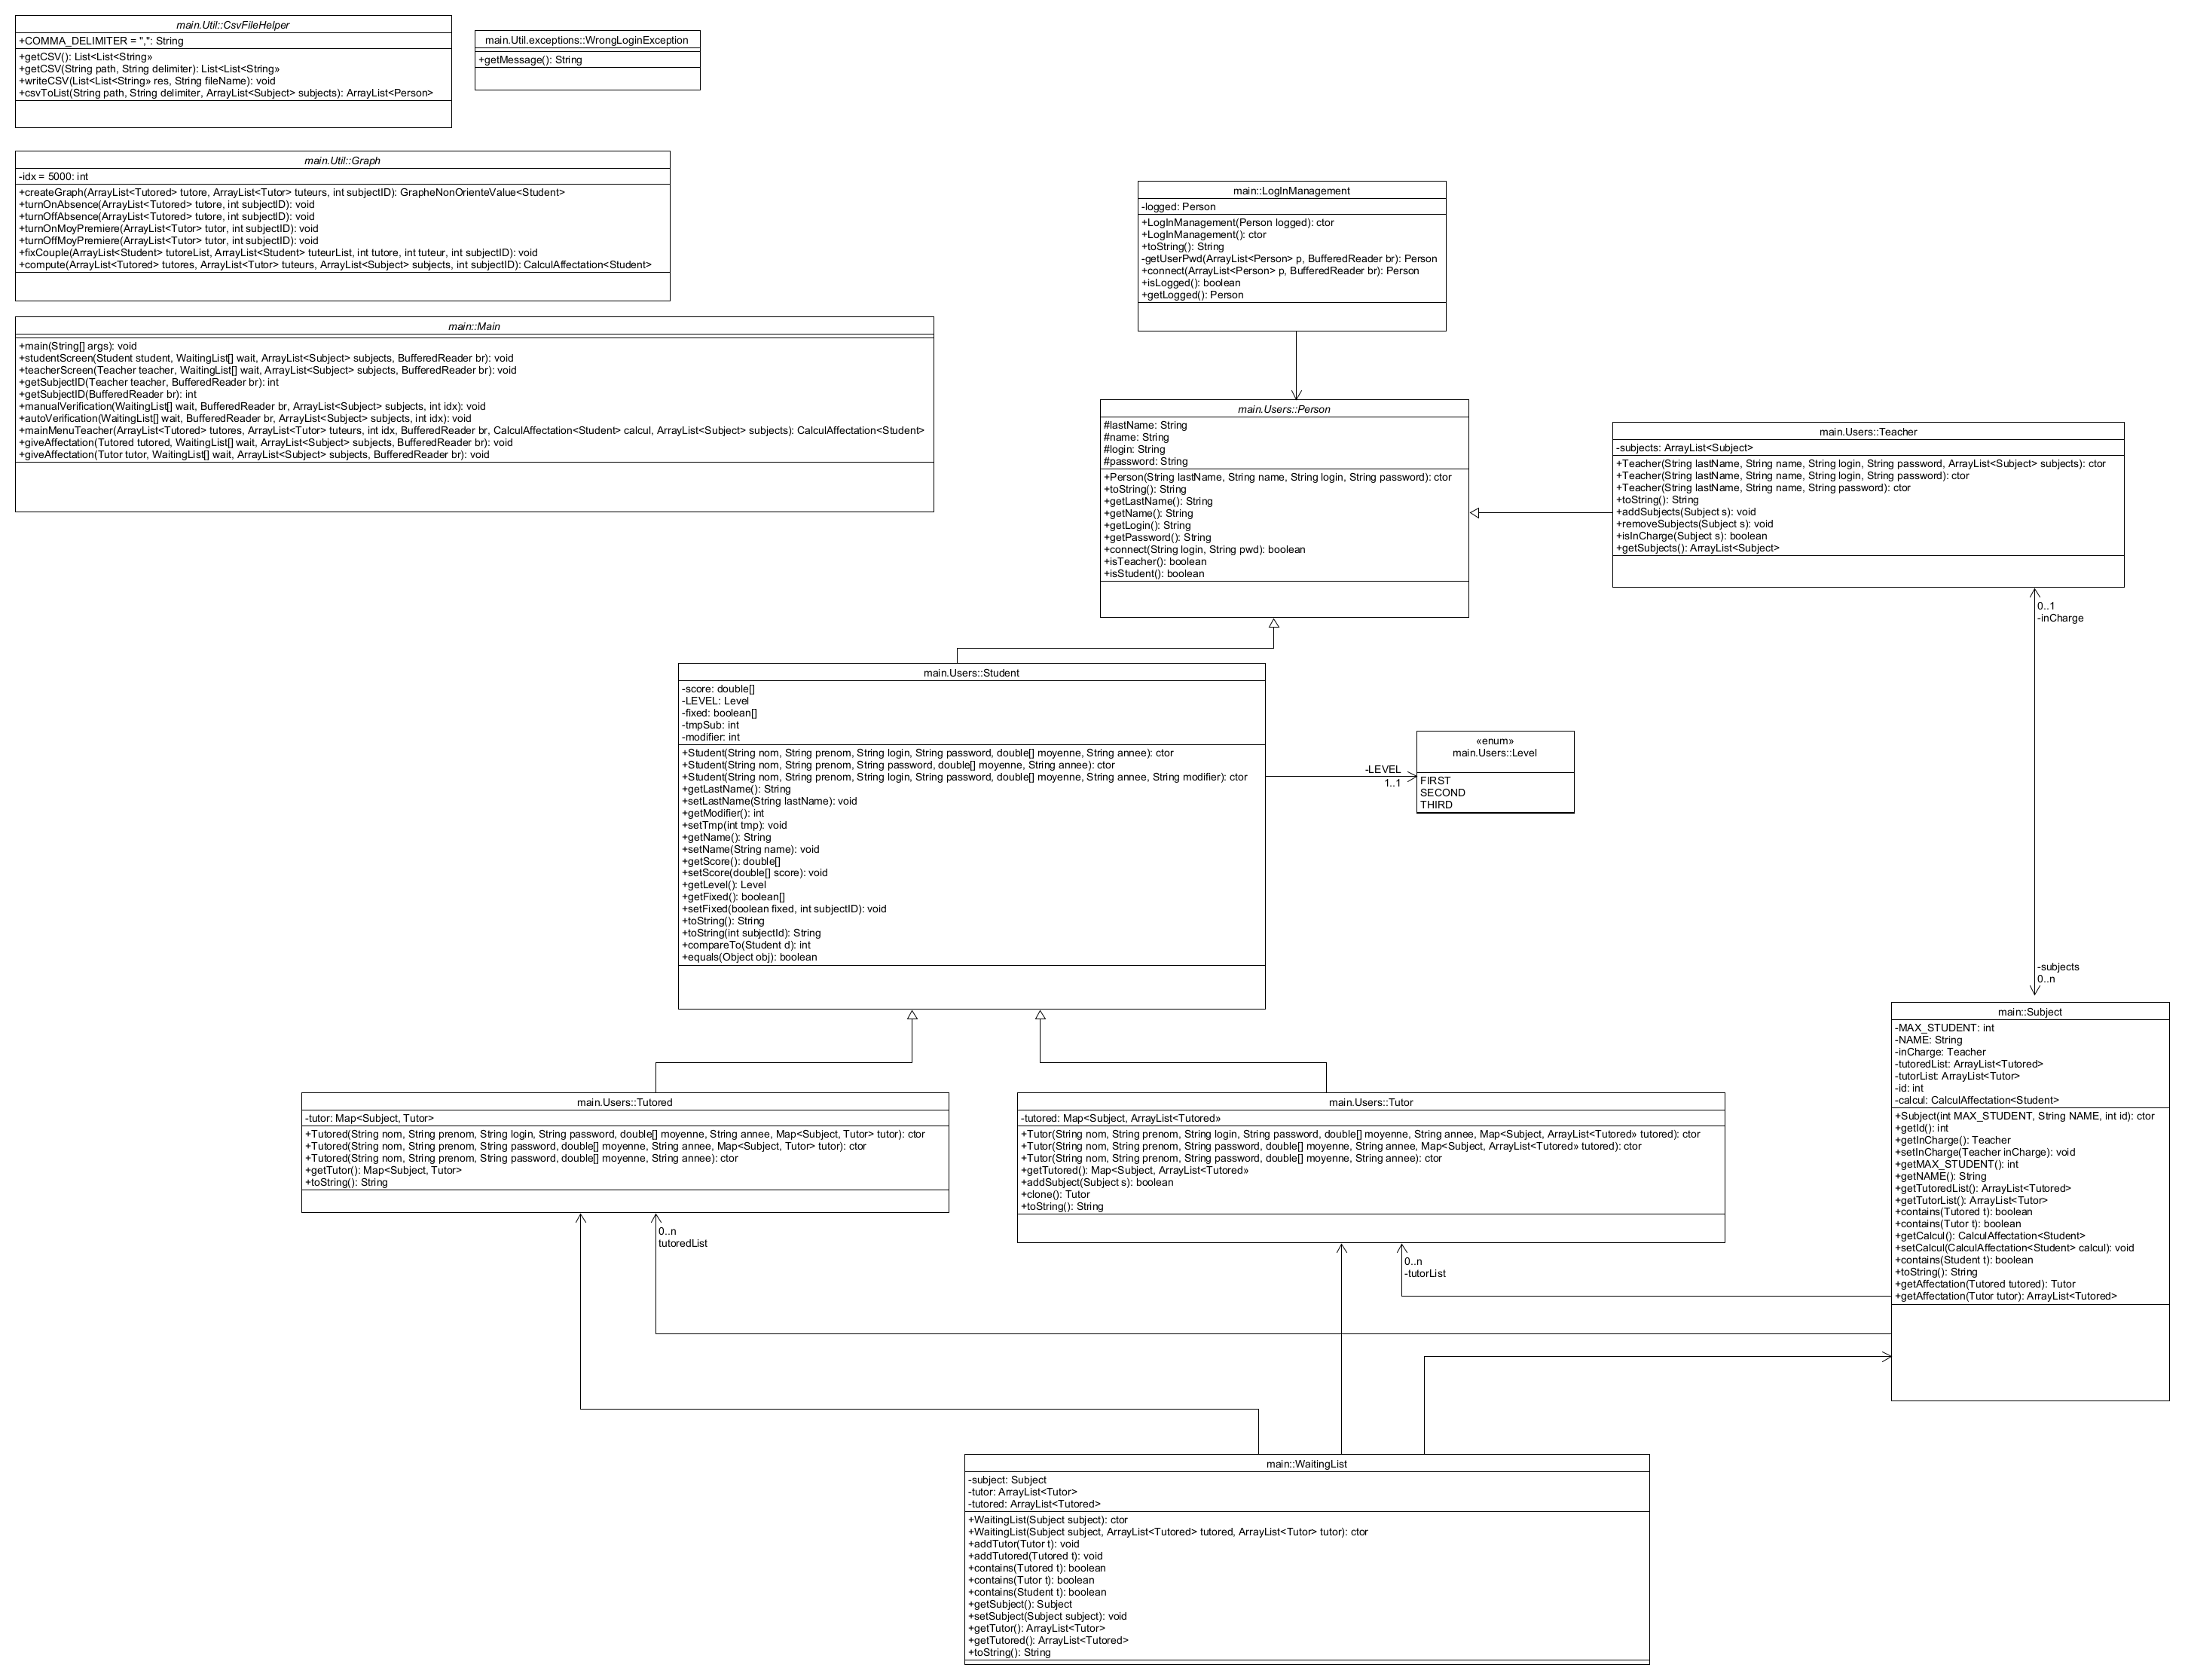 main.Util::CsvFileHelper
+COMMA_DELIMITER = ",": String
+getCSV(): List<List<String»
+getCSV(String path, String delimiter): List<List<String»
+writeCSV(List<List<String» res, String fileName): void
+csvToList(String path, String delimiter, ArrayList<Subject> subjects): ArrayList<Person>
main.Util.exceptions::WrongLoginException
+getMessage(): String
main.Util::Graph
-idx = 5000: int
+createGraph(ArrayList<Tutored> tutore, ArrayList<Tutor> tuteurs, int subjectID): GrapheNonOrienteValue<Student>
+turnOnAbsence(ArrayList<Tutored> tutore, int subjectID): void
+turnOffAbsence(ArrayList<Tutored> tutore, int subjectID): void
+turnOnMoyPremiere(ArrayList<Tutor> tutor, int subjectID): void
+turnOffMoyPremiere(ArrayList<Tutor> tutor, int subjectID): void
+fixCouple(ArrayList<Student> tutoreList, ArrayList<Student> tuteurList, int tutore, int tuteur, int subjectID): void
+compute(ArrayList<Tutored> tutores, ArrayList<Tutor> tuteurs, ArrayList<Subject> subjects, int subjectID): CalculAffectation<Student>
main::Main
+main(String[] args): void
+studentScreen(Student student, WaitingList[] wait, ArrayList<Subject> subjects, BufferedReader br): void
+teacherScreen(Teacher teacher, WaitingList[] wait, ArrayList<Subject> subjects, BufferedReader br): void
+getSubjectID(Teacher teacher, BufferedReader br): int
+getSubjectID(BufferedReader br): int
+manualVerification(WaitingList[] wait, BufferedReader br, ArrayList<Subject> subjects, int idx): void
+autoVerification(WaitingList[] wait, BufferedReader br, ArrayList<Subject> subjects, int idx): void
+mainMenuTeacher(ArrayList<Tutored> tutores, ArrayList<Tutor> tuteurs, int idx, BufferedReader br, CalculAffectation<Student> calcul, ArrayList<Subject> subjects): CalculAffectation<Student>
+giveAffectation(Tutored tutored, WaitingList[] wait, ArrayList<Subject> subjects, BufferedReader br): void
+giveAffectation(Tutor tutor, WaitingList[] wait, ArrayList<Subject> subjects, BufferedReader br): void
main::LogInManagement
-logged: Person
+LogInManagement(Person logged): ctor
+LogInManagement(): ctor
+toString(): String
-getUserPwd(ArrayList<Person> p, BufferedReader br): Person
+connect(ArrayList<Person> p, BufferedReader br): Person
+isLogged(): boolean
+getLogged(): Person
main.Users::Person
#lastName: String
#name: String
#login: String
#password: String
+Person(String lastName, String name, String login, String password): ctor
+toString(): String
+getLastName(): String
+getName(): String
+getLogin(): String
+getPassword(): String
+connect(String login, String pwd): boolean
+isTeacher(): boolean
+isStudent(): boolean
main.Users::Teacher
-subjects: ArrayList<Subject>
+Teacher(String lastName, String name, String login, String password, ArrayList<Subject> subjects): ctor
+Teacher(String lastName, String name, String login, String password): ctor
+Teacher(String lastName, String name, String password): ctor
+toString(): String
+addSubjects(Subject s): void
+removeSubjects(Subject s): void
+isInCharge(Subject s): boolean
+getSubjects(): ArrayList<Subject>
0..1
-inCharge
-subjects
0..n
main.Users::Student
-score: double[]
-LEVEL: Level
-fixed: boolean[]
-tmpSub: int
-modifier: int
+Student(String nom, String prenom, String login, String password, double[] moyenne, String annee): ctor
+Student(String nom, String prenom, String password, double[] moyenne, String annee): ctor
+Student(String nom, String prenom, String login, String password, double[] moyenne, String annee, String modifier): ctor
+getLastName(): String
+setLastName(String lastName): void
+getModifier(): int
+setTmp(int tmp): void
+getName(): String
+setName(String name): void
+getScore(): double[]
+setScore(double[] score): void
+getLevel(): Level
+getFixed(): boolean[]
+setFixed(boolean fixed, int subjectID): void
+toString(): String
+toString(int subjectId): String
+compareTo(Student d): int
+equals(Object obj): boolean
-LEVEL
1..1
«enum»
main.Users::Level
FIRST
SECOND
THIRD
main::Subject
-MAX_STUDENT: int
-NAME: String
-inCharge: Teacher
-tutoredList: ArrayList<Tutored>
-tutorList: ArrayList<Tutor>
-id: int
-calcul: CalculAffectation<Student>
+Subject(int MAX_STUDENT, String NAME, int id): ctor
+getId(): int
+getInCharge(): Teacher
+setInCharge(Teacher inCharge): void
+getMAX_STUDENT(): int
+getNAME(): String
+getTutoredList(): ArrayList<Tutored>
+getTutorList(): ArrayList<Tutor>
+contains(Tutored t): boolean
+contains(Tutor t): boolean
+getCalcul(): CalculAffectation<Student>
+setCalcul(CalculAffectation<Student> calcul): void
+contains(Student t): boolean
+toString(): String
+getAffectation(Tutored tutored): Tutor
+getAffectation(Tutor tutor): ArrayList<Tutored>
main.Users::Tutored
-tutor: Map<Subject, Tutor>
+Tutored(String nom, String prenom, String login, String password, double[] moyenne, String annee, Map<Subject, Tutor> tutor): ctor
+Tutored(String nom, String prenom, String password, double[] moyenne, String annee, Map<Subject, Tutor> tutor): ctor
+Tutored(String nom, String prenom, String password, double[] moyenne, String annee): ctor
+getTutor(): Map<Subject, Tutor>
+toString(): String
0..n
tutoredList
main.Users::Tutor
-tutored: Map<Subject, ArrayList<Tutored»
+Tutor(String nom, String prenom, String login, String password, double[] moyenne, String annee, Map<Subject, ArrayList<Tutored» tutored): ctor
+Tutor(String nom, String prenom, String password, double[] moyenne, String annee, Map<Subject, ArrayList<Tutored» tutored): ctor
+Tutor(String nom, String prenom, String password, double[] moyenne, String annee): ctor
+getTutored(): Map<Subject, ArrayList<Tutored»
+addSubject(Subject s): boolean
+clone(): Tutor
+toString(): String
0..n
-tutorList
main::WaitingList
-subject: Subject
-tutor: ArrayList<Tutor>
-tutored: ArrayList<Tutored>
+WaitingList(Subject subject): ctor
+WaitingList(Subject subject, ArrayList<Tutored> tutored, ArrayList<Tutor> tutor): ctor
+addTutor(Tutor t): void
+addTutored(Tutored t): void
+contains(Tutored t): boolean
+contains(Tutor t): boolean
+contains(Student t): boolean
+getSubject(): Subject
+setSubject(Subject subject): void
+getTutor(): ArrayList<Tutor>
+getTutored(): ArrayList<Tutored>
+toString(): String